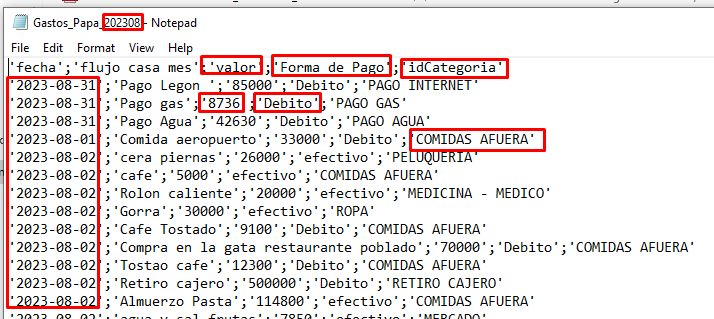 Gastos_Papa_202308 - Notepad
File Edit Format View Help
'fecha';'flujo casa mes';'valor';'Forma de Pago';'idCategoria'
'2023-08-31';'Pago Legon ';'85000';'Debito';'PAGO INTERNET'
'2023-08-31';'Pago gas';'8736';'Debito';'PAGO GAS'
'2023-08-31';'Pago Agua';'42630';'Debito';'PAGO AGUA'
'2023-08-01';'Comida aeropuerto';'33000';'Debito';'COMIDAS AFUERA'
'2023-08-02';'cera piernas';'26000';'efectivo';'PELUQUERIA'
'2023-08-02';'cafe';'5000';'efectivo';'COMIDAS AFUERA'
'2023-08-02';'Rolon caliente';'20000';'efectivo';'MEDICINA - MEDICO'
'2023-08-02';'Gorra';'30000';'efectivo';'ROPA'
'2023-08-02';'Cafe Tostado';'9100';'Debito';'COMIDAS AFUERA'
'2023-08-02';'Compra en la gata restaurante poblado';'70000';'Debito';'COMIDAS AFUERA'
'2023-08-02';'Tostao cafe';'12300';'Debito';'COMIDAS AFUERA'
'2023-08-02';'Retiro cajero';'500000';'Debito';'RETIRO CAJERO'
'2023-08-02';'Almuerzo Pasta';'114800';'efectivo';'COMIDAS AFUERA'
'2023-08-02';'agua y sal frutas';'7850';'efectivo';'MERCADO'